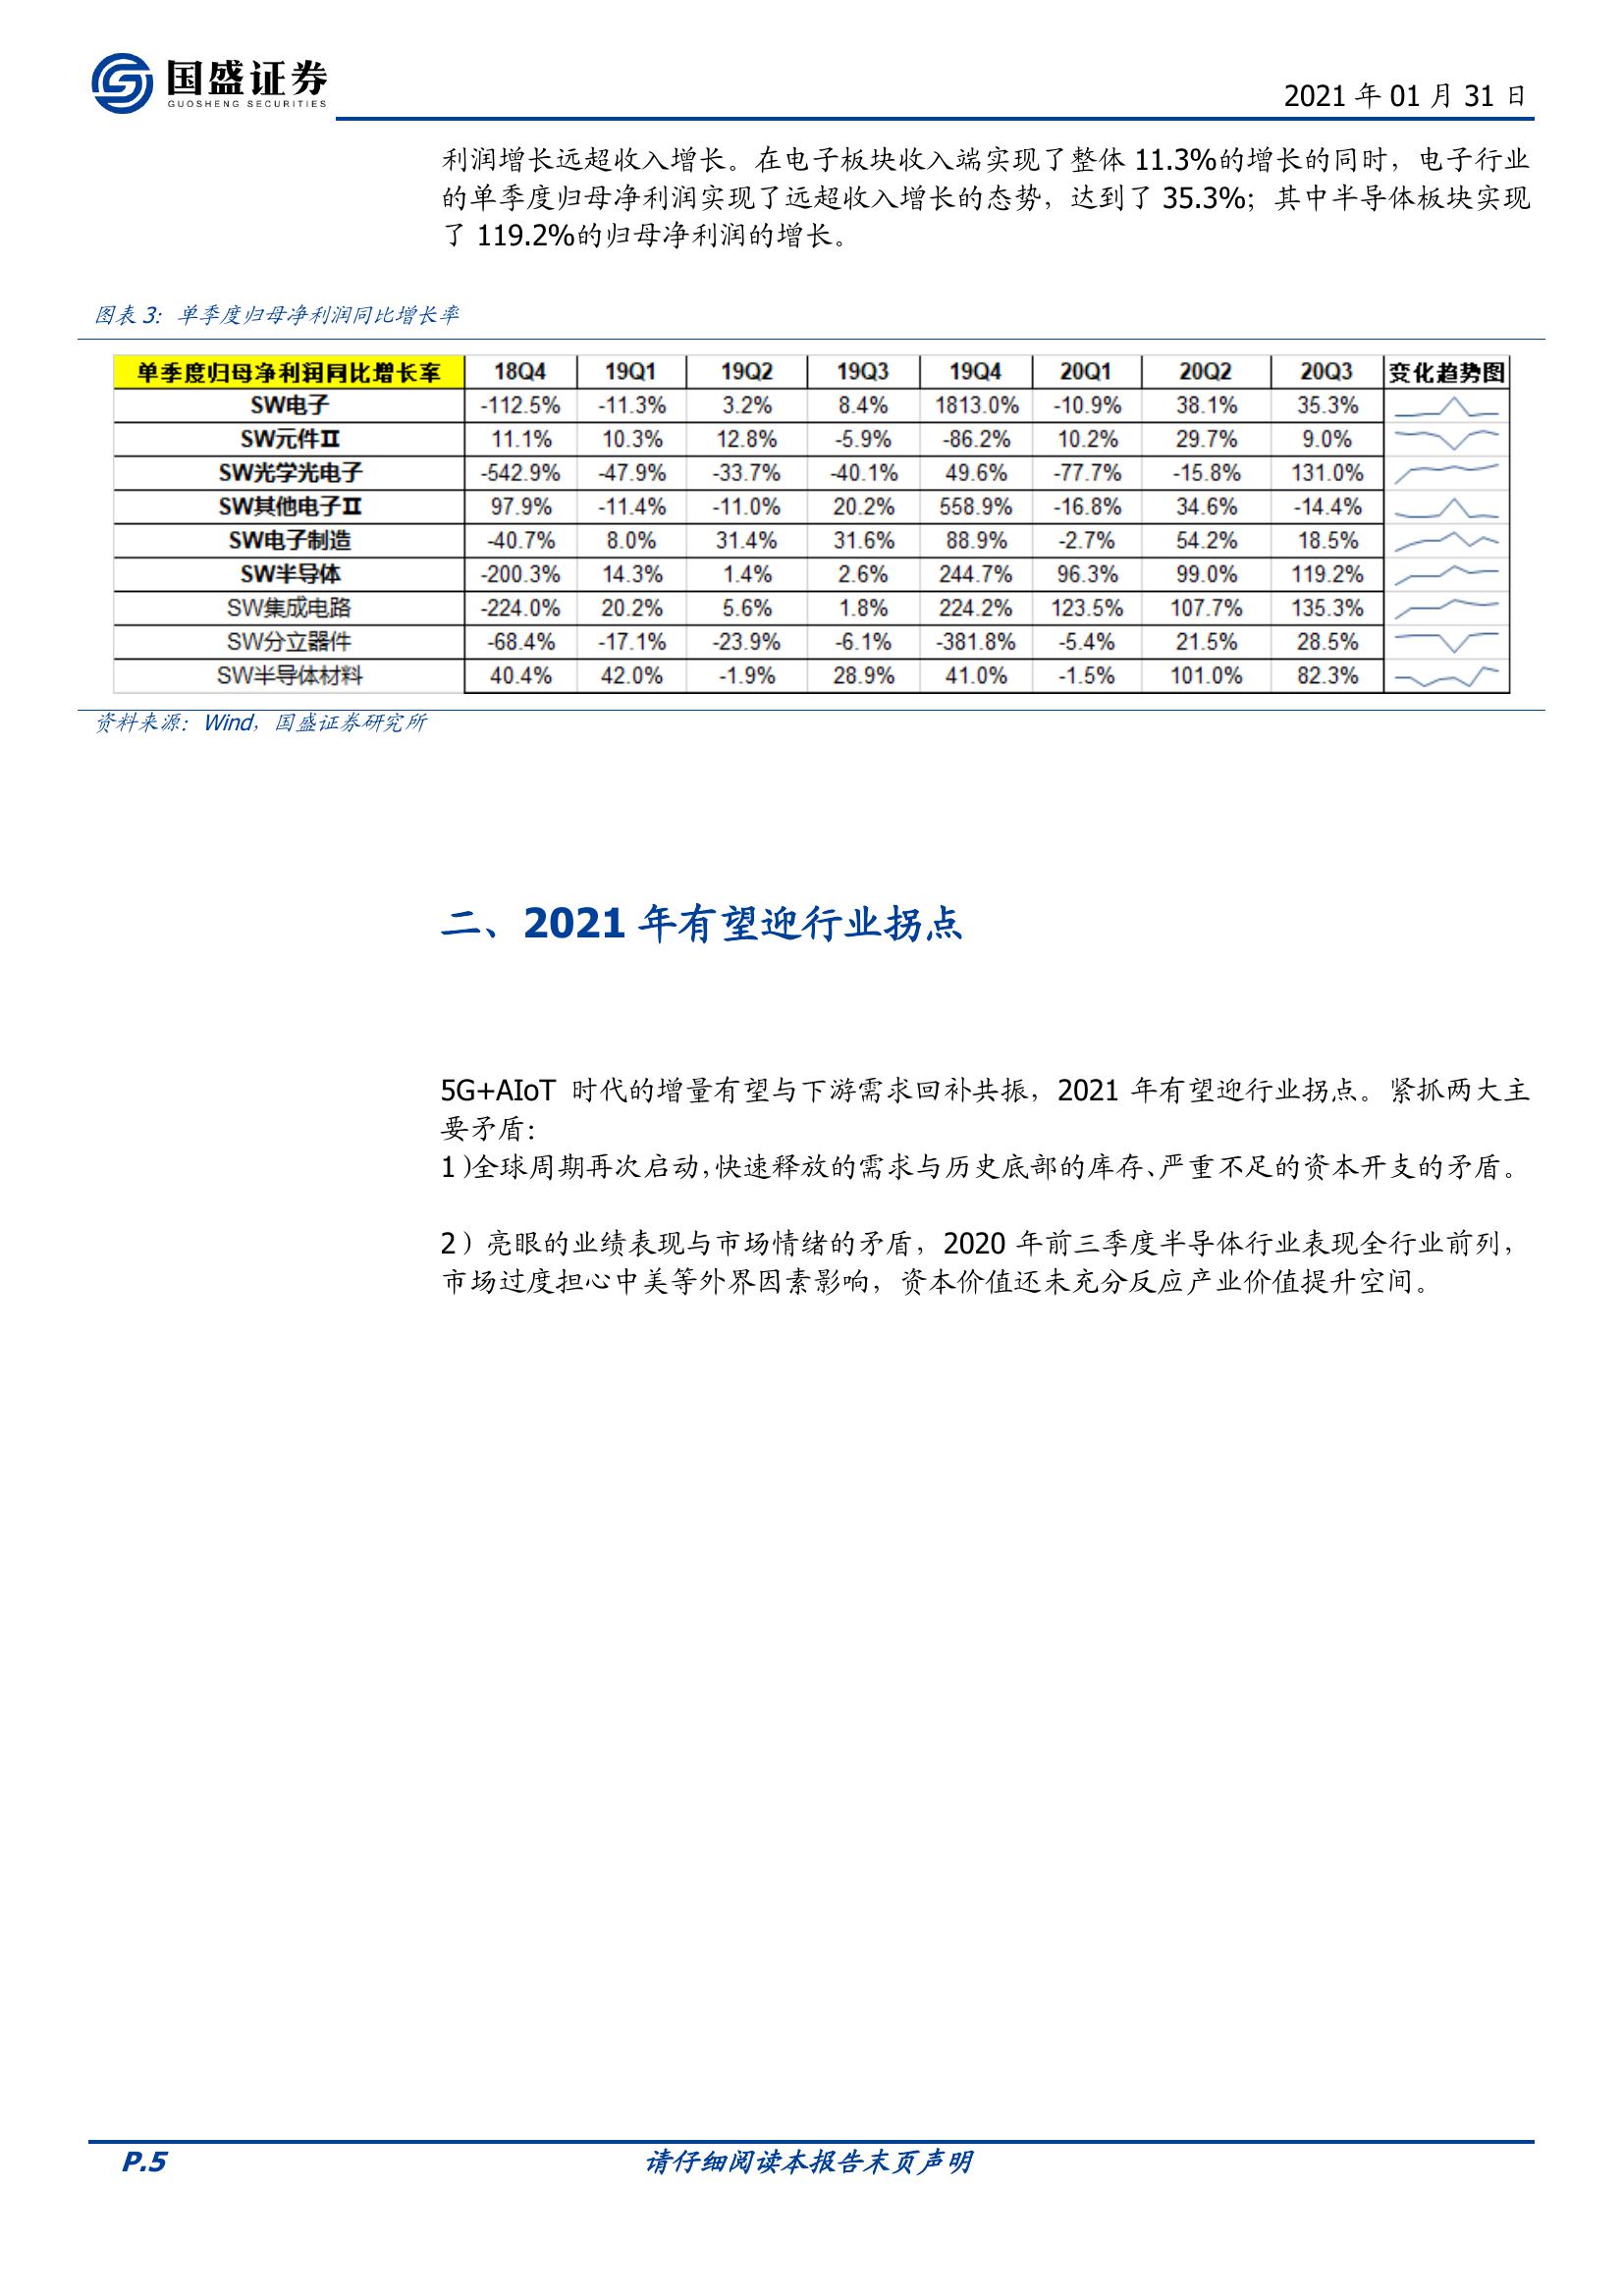 国盛证券
GUOSHENG SECURITIES
2021 年 01 月 31 日
利润增长远超收入增长。在电子板块收入端实现了整体 11.3%的增长的同时，电子行业
的单季度归母净利润实现了远超收入增长的态势，达到了 35.3%；其中半导体板块实现
了 119.2%的归母净利润的增长。
图表 3：单季度归母净利润同比增长率
单季度归母净利润同比增长率 18Q4 19Q1 19Q2 19Q3 19Q4 20Q1 20Q2 20Q3 变化趋势图
SW电子 -112.5% -11.3% 3.2% 8.4% 1813.0% -10.9% 38.1% 35.3%
SW元件Ⅱ 11.1% 10.3% 12.8% -5.9% -86.2% 10.2% 29.7% 9.0%
SW光学光电子 -542.9% -47.9% -33.7% -40.1% 49.6% -77.7% -15.8% 131.0%
SW其他电子Ⅱ 97.9% -11.4% -11.0% 20.2% 558.9% -16.8% 34.6% -14.4%
SW电子制造 -40.7% 8.0% 31.4% 31.6% 88.9% -2.7% 54.2% 18.5%
SW半导体 -200.3% 14.3% 1.4% 2.6% 244.7% 96.3% 99.0% 119.2%
SW集成电路 -224.0% 20.2% 5.6% 1.8% 224.2% 123.5% 107.7% 135.3%
SW分立器件 -68.4% -17.1% -23.9% -6.1% -381.8% -5.4% 21.5% 28.5%
SW半导体材料 40.4% 42.0% -1.9% 28.9% 41.0% -1.5% 101.0% 82.3%
资料来源：Wind，国盛证券研究所
二、2021 年有望迎行业拐点
5G+AIoT 时代的增量有望与下游需求回补共振，2021 年有望迎行业拐点。紧抓两大主
要矛盾：
1）全球周期再次启动，快速释放的需求与历史底部的库存、严重不足的资本开支的矛盾。
2）亮眼的业绩表现与市场情绪的矛盾，2020 年前三季度半导体行业表现全行业前列，
市场过度担心中美等外界因素影响，资本价值还未充分反应产业价值提升空间。
P.5 请仔细阅读本报告末页声明